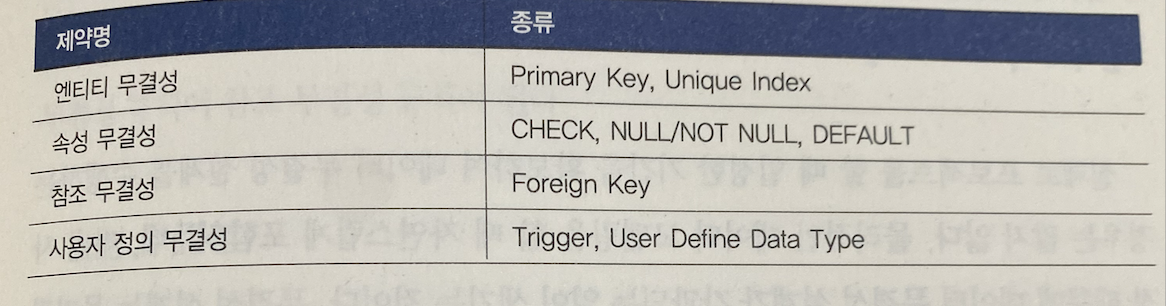 제약명 종류
엔티티 무결성 Primary Key, Unique Index
속성 무결성 CHECK, NULL/NOT NULL, DEFAULT
참조 무결성 Foreign Key
사용자 정의 무결성 Trigger, User Define Data Type